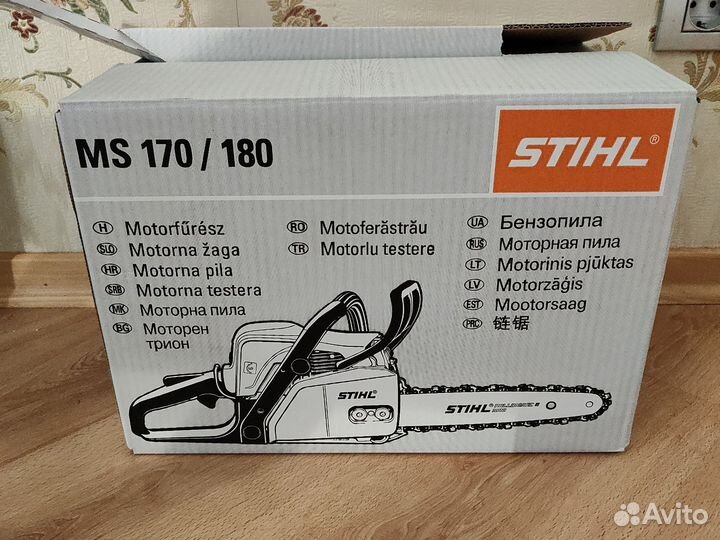 MS 170 / 180
STIHL®
H Motorfűrész
SLO Motorna žaga
HR Motorna pila
SRB Motorna testera
MK Моторна пила
BG Моторен
трион
RO Motoferăstrău
TR Motorlu testere
UA Бензопила
RUS Моторная пила
LT Motorinis pjūktas
LV Motorzāģis
EST Mootorsaag
PRC 链锯
STIHL®
STIHL®
Avito